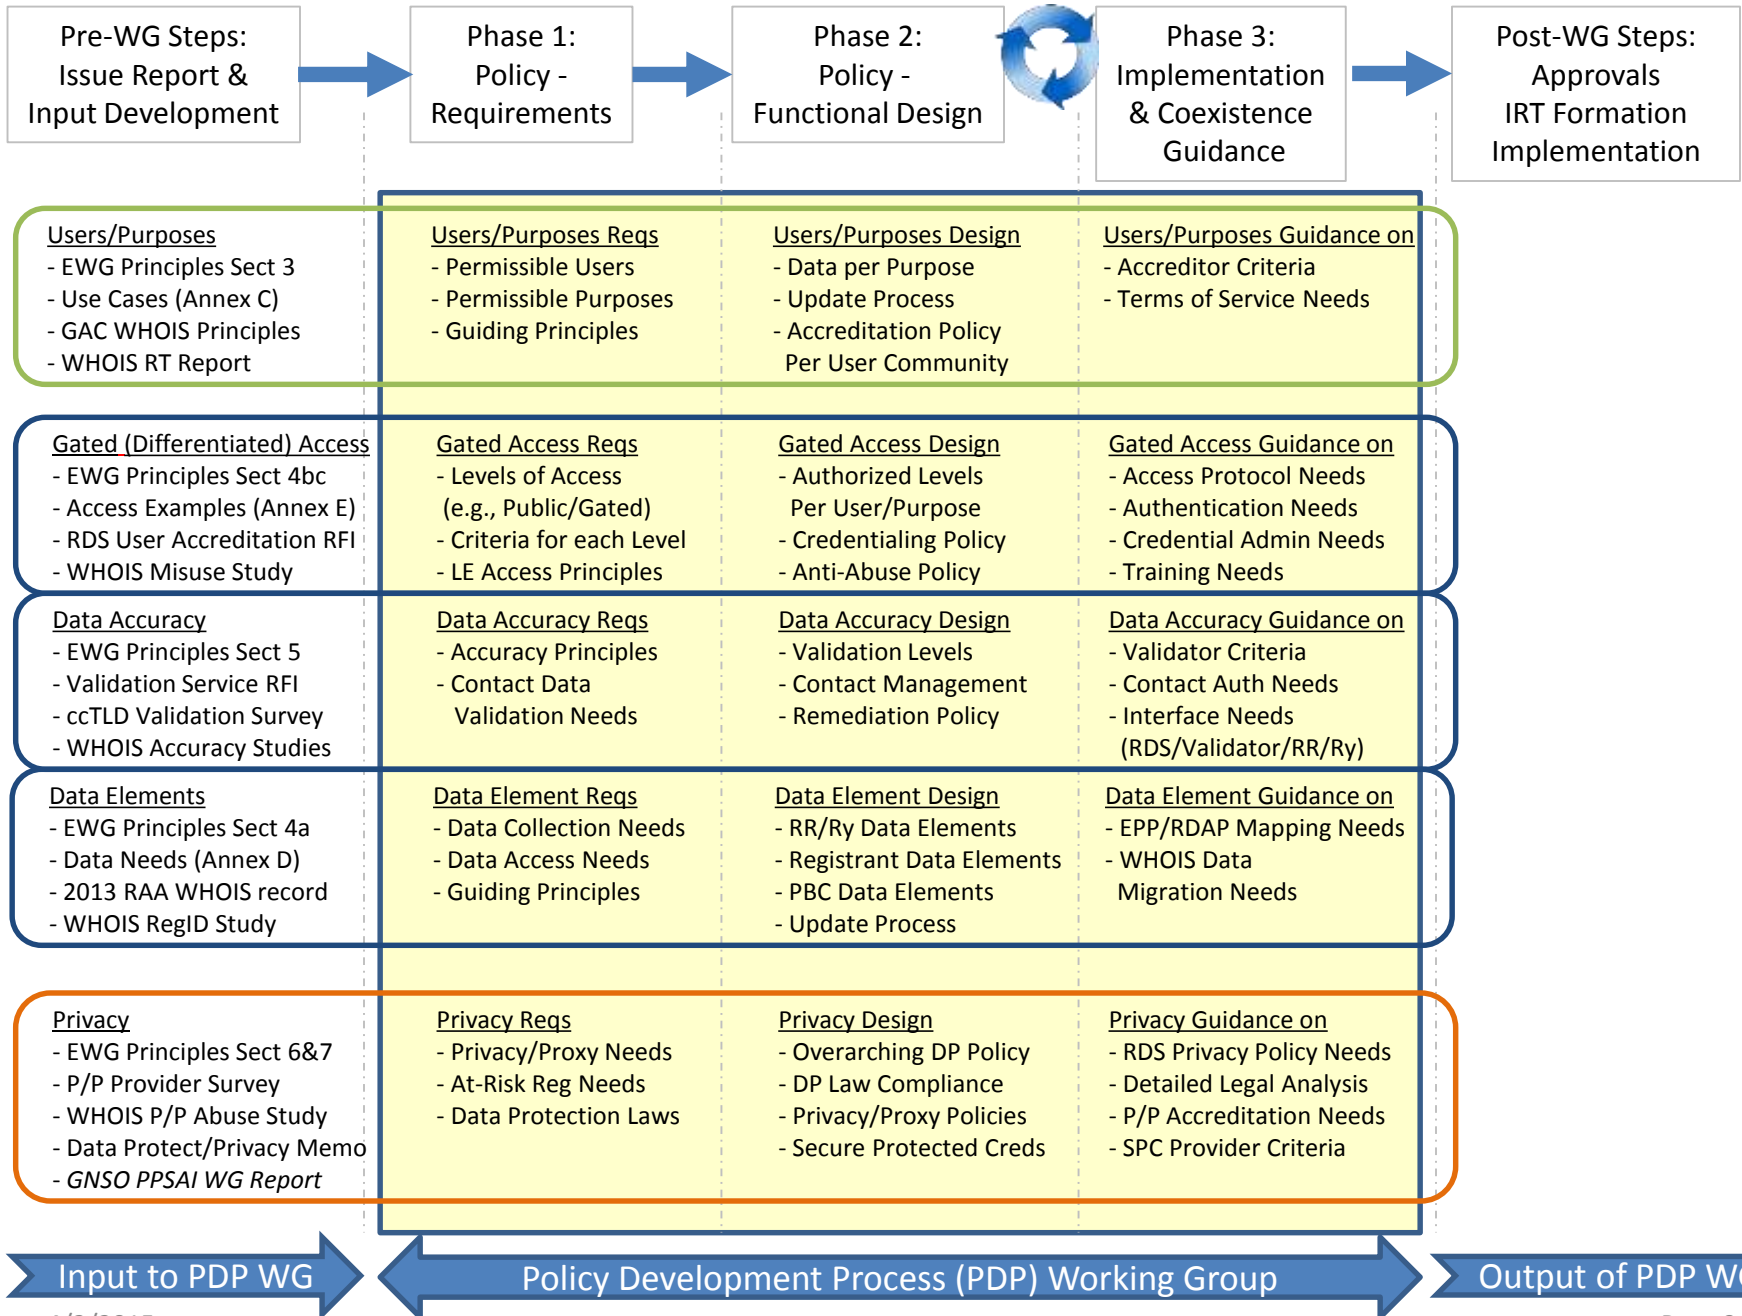 Pre-WG Steps:
Issue Report &
Input Development
Phase 1:
Policy -
Requirements
Phase 2:
Policy -
Functional Design
Phase 3:
Implementation
& Coexistence
Guidance
Post-WG Steps:
Approvals
IRT Formation
Implementation
Users/Purposes
- EWG Principles Sect 3
- Use Cases (Annex C)
- GAC WHOIS Principles
- WHOIS RT Report
Users/Purposes Reqs
- Permissible Users
- Permissible Purposes
- Guiding Principles
Users/Purposes Design
- Data per Purpose
- Update Process
- Accreditation Policy
Per User Community
Users/Purposes Guidance on
- Accreditor Criteria
- Terms of Service Needs
Gated (Differentiated) Access
- EWG Principles Sect 4bc
- Access Examples (Annex E)
- RDS User Accreditation RFI
- WHOIS Misuse Study
Gated Access Reqs
- Levels of Access
(e.g., Public/Gated)
- Criteria for each Level
- LE Access Principles
Gated Access Design
- Authorized Levels
Per User/Purpose
- Credentialing Policy
- Anti-Abuse Policy
Gated Access Guidance on
- Access Protocol Needs
- Authentication Needs
- Credential Admin Needs
- Training Needs
Data Accuracy
- EWG Principles Sect 5
- Validation Service RFI
- ccTLD Validation Survey
- WHOIS Accuracy Studies
Data Accuracy Reqs
- Accuracy Principles
- Contact Data
Validation Needs
Data Accuracy Design
- Validation Levels
- Contact Management
- Remediation Policy
Data Accuracy Guidance on
- Validator Criteria
- Contact Auth Needs
- Interface Needs
(RDS/Validator/RR/Ry)
Data Elements
- EWG Principles Sect 4a
- Data Needs (Annex D)
- 2013 RAA WHOIS record
- WHOIS RegID Study
Data Element Reqs
- Data Collection Needs
- Data Access Needs
- Guiding Principles
Data Element Design
- RR/Ry Data Elements
- Registrant Data Elements
- PBC Data Elements
- Update Process
Data Element Guidance on
- EPP/RDAP Mapping Needs
- WHOIS Data
Migration Needs
Privacy
- EWG Principles Sect 6&7
- P/P Provider Survey
- WHOIS P/P Abuse Study
- Data Protect/Privacy Memo
- GNSO PPSAI WG Report
Privacy Reqs
- Privacy/Proxy Needs
- At-Risk Reg Needs
- Data Protection Laws
Privacy Design
- Overarching DP Policy
- DP Law Compliance
- Privacy/Proxy Policies
- Secure Protected Creds
Privacy Guidance on
- RDS Privacy Policy Needs
- Detailed Legal Analysis
- P/P Accreditation Needs
- SPC Provider Criteria
Input to PDP WG
Policy Development Process (PDP) Working Group
Output of PDP WG